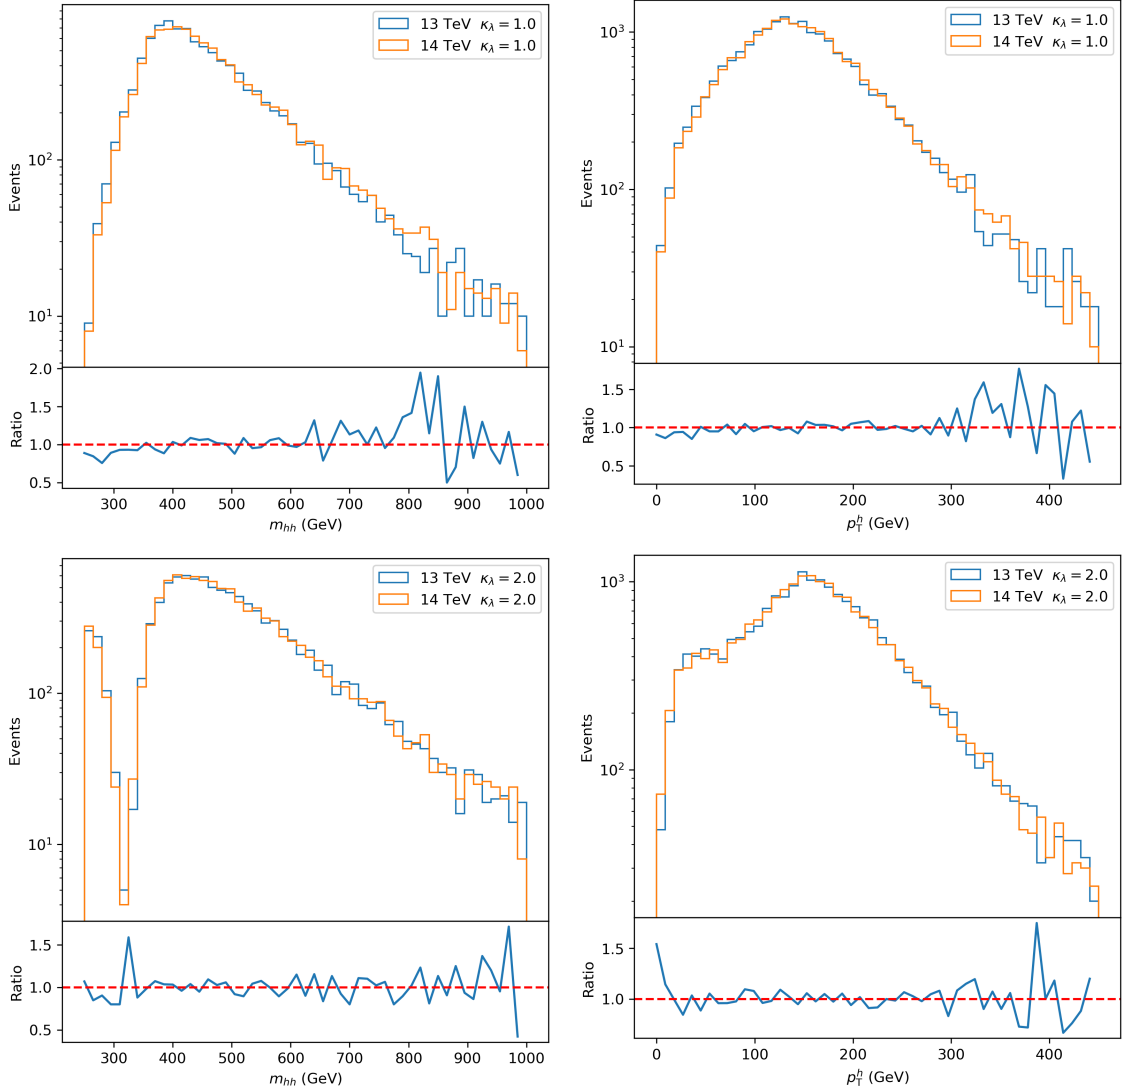 13 TeV κλ = 1.0
14 TeV κλ = 1.0
Events
10²
10¹
Ratio
2.0
1.5
1.0
0.5
300 400 500 600 700 800 900 1000
mhh (GeV)
13 TeV κλ = 1.0
14 TeV κλ = 1.0
Events
10³
10²
10¹
Ratio
1.5
1.0
0.5
0 100 200 300 400
pTh (GeV)
13 TeV κλ = 2.0
14 TeV κλ = 2.0
Events
10²
10¹
Ratio
1.5
1.0
0.5
300 400 500 600 700 800 900 1000
mhh (GeV)
13 TeV κλ = 2.0
14 TeV κλ = 2.0
Events
10³
10²
Ratio
1.5
1.0
0 100 200 300 400
pTh (GeV)